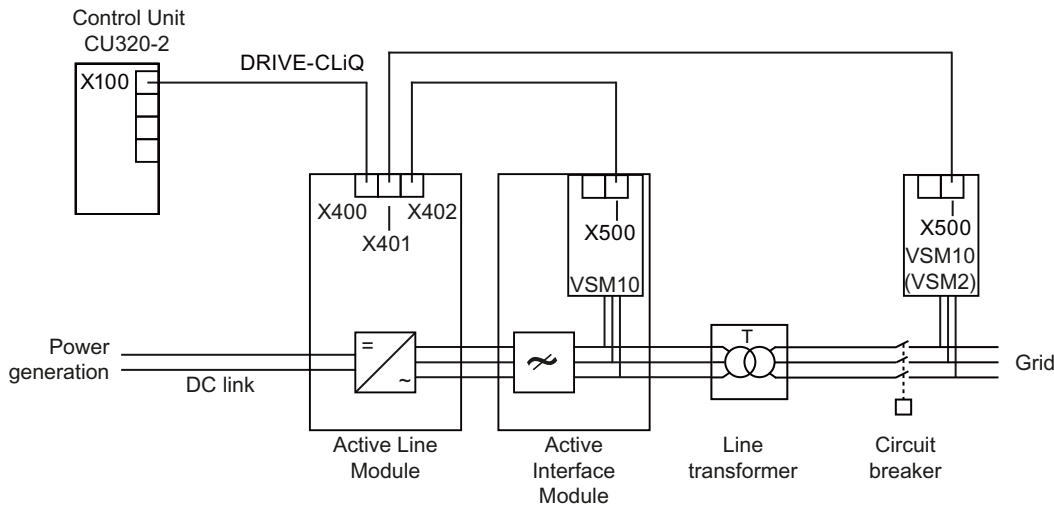 Control Unit
CU320-2
X100
DRIVE-CLiQ
X400
X402
X401
X500
VSM10
X500
VSM10
(VSM2)
Power
generation
DC link
=
~
≁
T
Grid
Active Line
Module
Active
Interface
Module
Line
transformer
Circuit
breaker